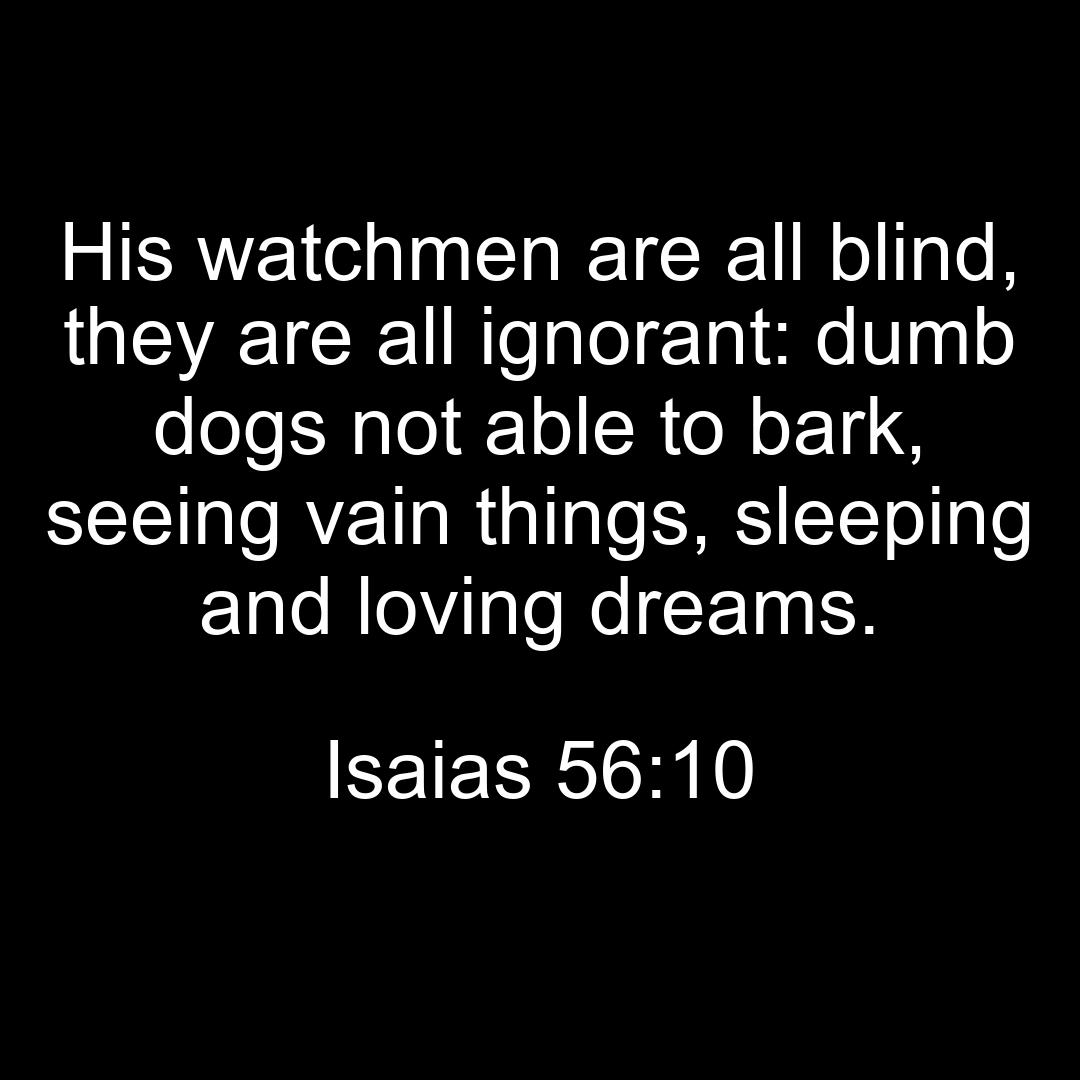 His watchmen are all blind,
they are all ignorant: dumb
dogs not able to bark,
seeing vain things, sleeping
and loving dreams.
Isaias 56:10